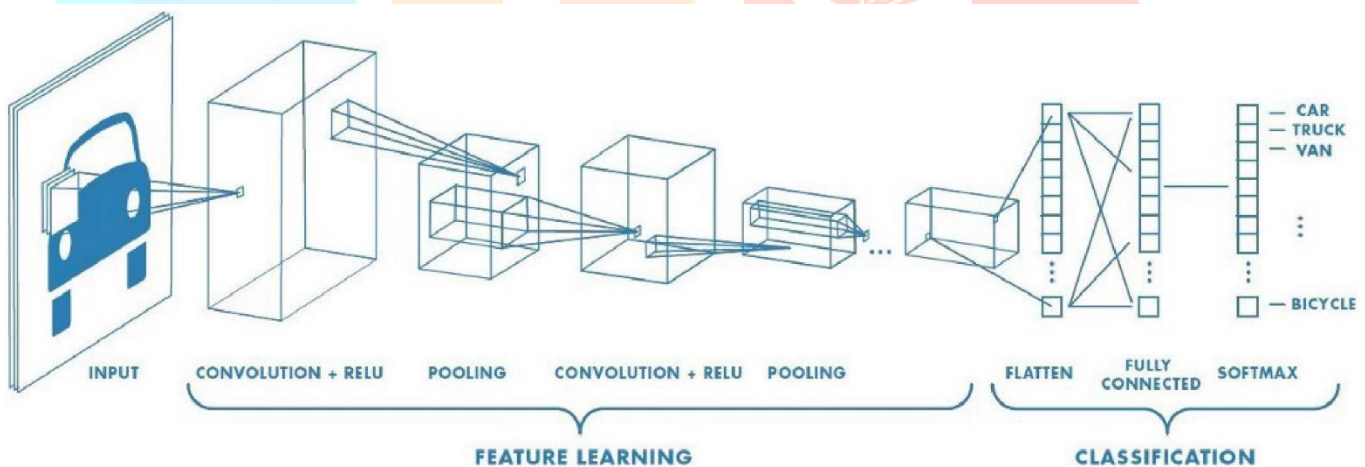 CAR
TRUCK
VAN
BICYCLE
INPUT
CONVOLUTION + RELU
POOLING
CONVOLUTION + RELU
POOLING
FLATTEN
FULLY
CONNECTED
SOFTMAX
FEATURE LEARNING
CLASSIFICATION